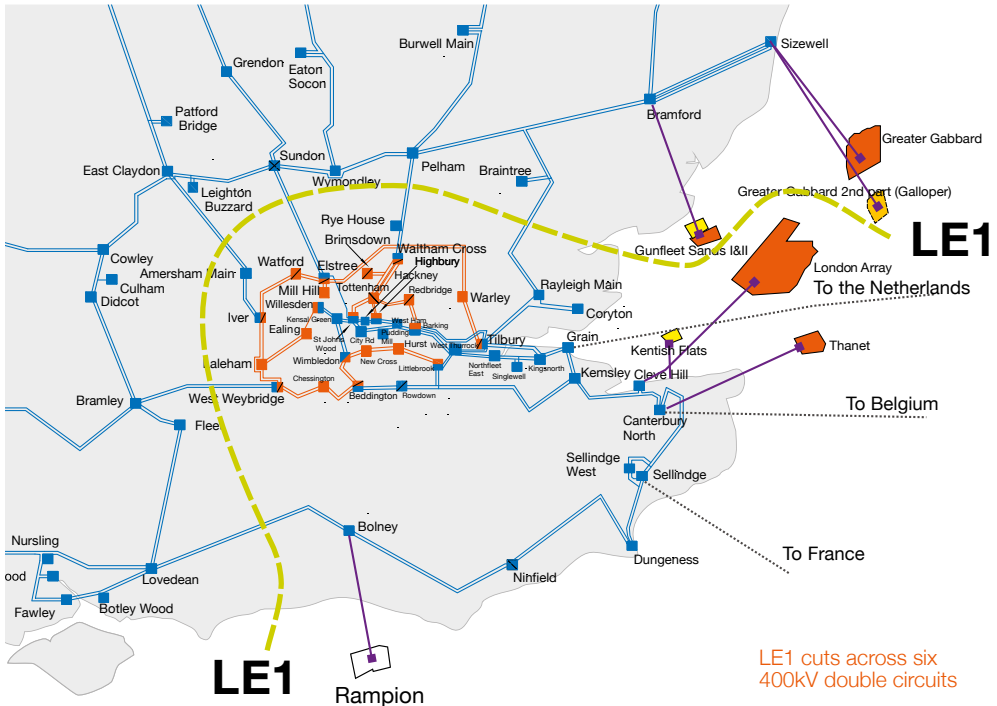 Burwell Main
Sizewell
Grendon
Eaton
Socon
Bramford
Patford
Bridge
Greater Gabbard
Sundon
Pelham
East Claydon
Braintree
Wymondley
Leighton
Buzzard
Greater Gabbard 2nd part (Galloper)
Rye House
Brimsdown
LE1
Waltham Cross
Gunfleet Sands I&II
Cowley
Highbury
Watford
Elstree
London Array
Amersham Main
Hackney
Culham
Mill Hill
Tottenham
Redbridge
To the Netherlands
Didcot
Rayleigh Main
Warley
Willesden
Iver
Kensal Green
West Ham
Coryton
Ealing
Barking
St Johns
Wood
City Rd
Pudding
Mill
Tilbury
Grain
Hurst
West Thurrock
Kentish Flats
Thanet
Wimbledon
New Cross
Laleham
Littlebrook
Northfleet
East
Singlewell
Kingsnorth
Kemsley
Cleve Hill
Chessington
West Weybridge
Beddington
Rowdown
Bramley
To Belgium
Fleet
Canterbury
North
Sellindge
West
Sellindge
Bolney
Nursling
To France
ood
Lovedean
Ninfield
Dungeness
Fawley
Botley Wood
LE1
Rampion
LE1 cuts across six
400kV double circuits